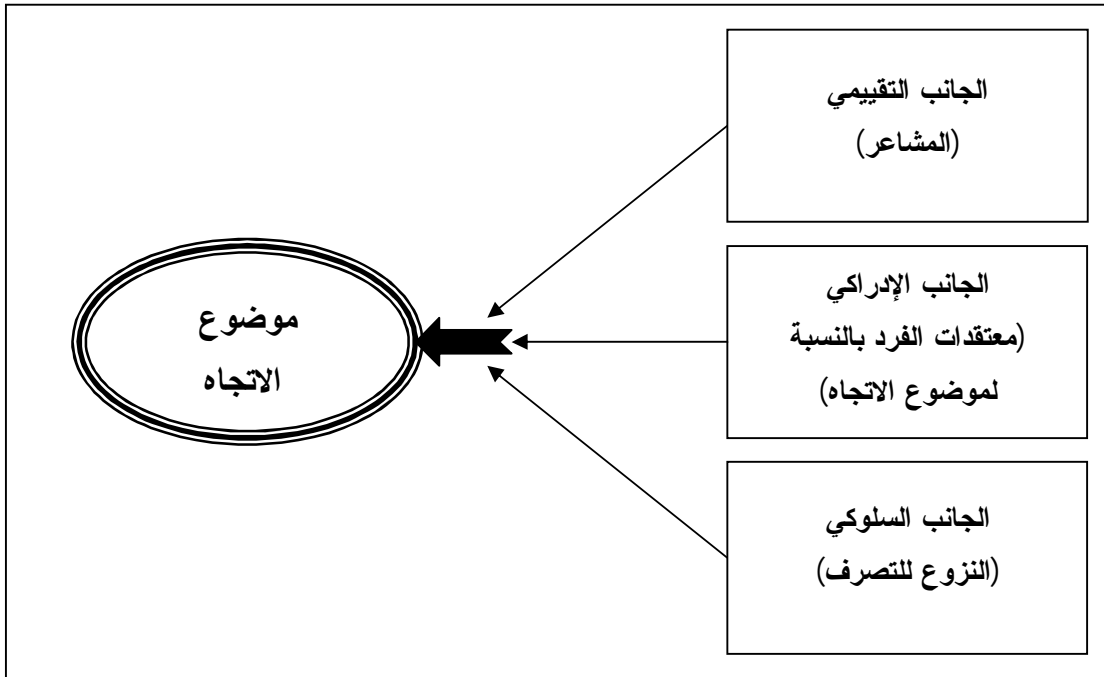 الجانب التقييمي
(المشاعر)
الجانب الإدراكي
(معتقدات الفرد بالنسبة
لموضوع الاتجاه)
الجانب السلوكي
(النزوع للتصرف)
موضوع
الاتجاه